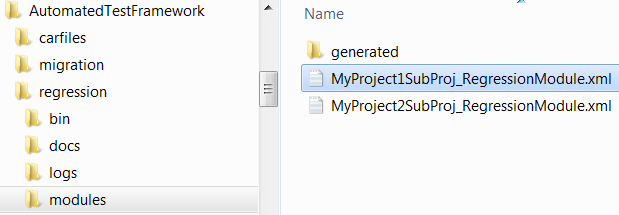 AutomatedTestFramework
carfiles
migration
regression
bin
docs
logs
modules
Name
generated
MyProject1SubProj_RegressionModule.xml
MyProject2SubProj_RegressionModule.xml